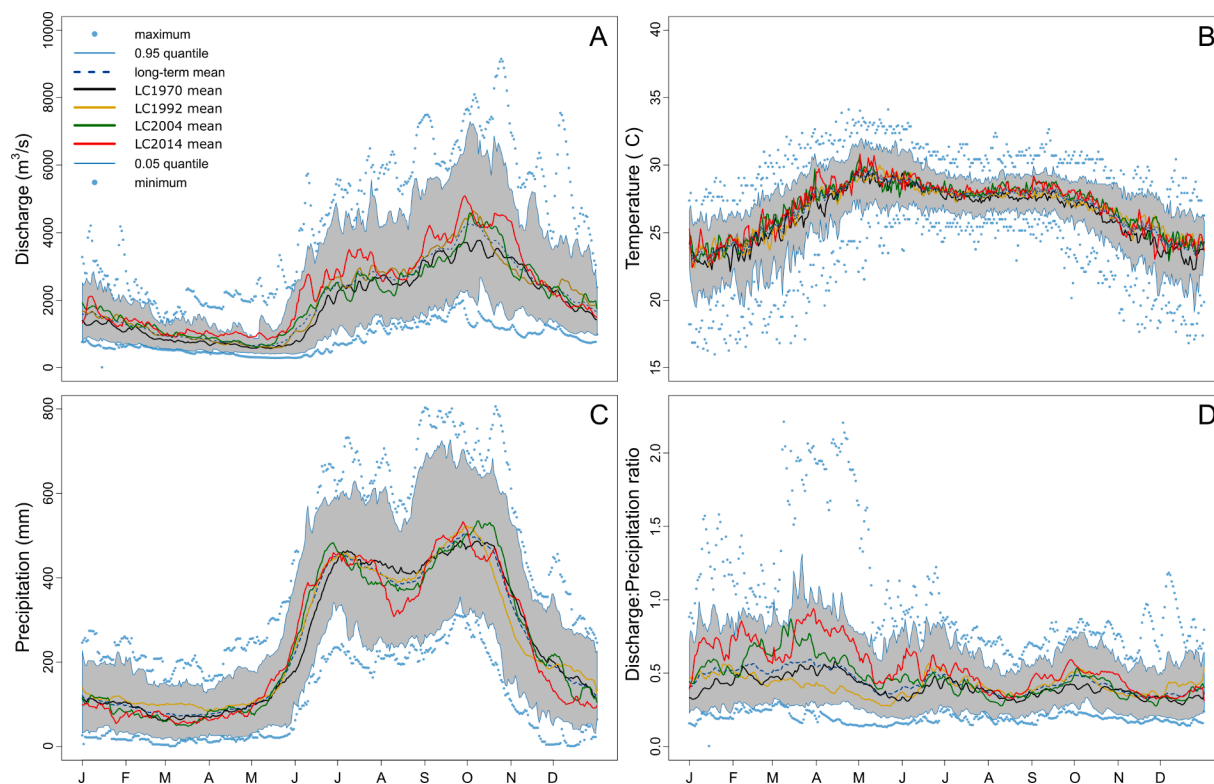 A
Discharge (m³/s)
10000
8000
6000
4000
2000
0
maximum
0.95 quantile
long-term mean
LC1970 mean
LC1992 mean
LC2004 mean
LC2014 mean
0.05 quantile
minimum
B
Temperature ( C)
40
35
30
25
20
15
C
Precipitation (mm)
800
600
400
200
0
J F M A M J J A S O N D
D
Discharge:Precipitation ratio
2.0
1.5
1.0
0.5
0.0
J F M A M J J A S O N D